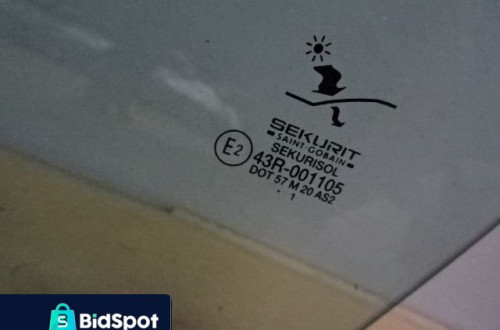 SEKURIT
SAINT-GOBAIN
SEKURISOL
E2
43R-001105
DOT 57 M 20 AS2
. 1
BidSpot